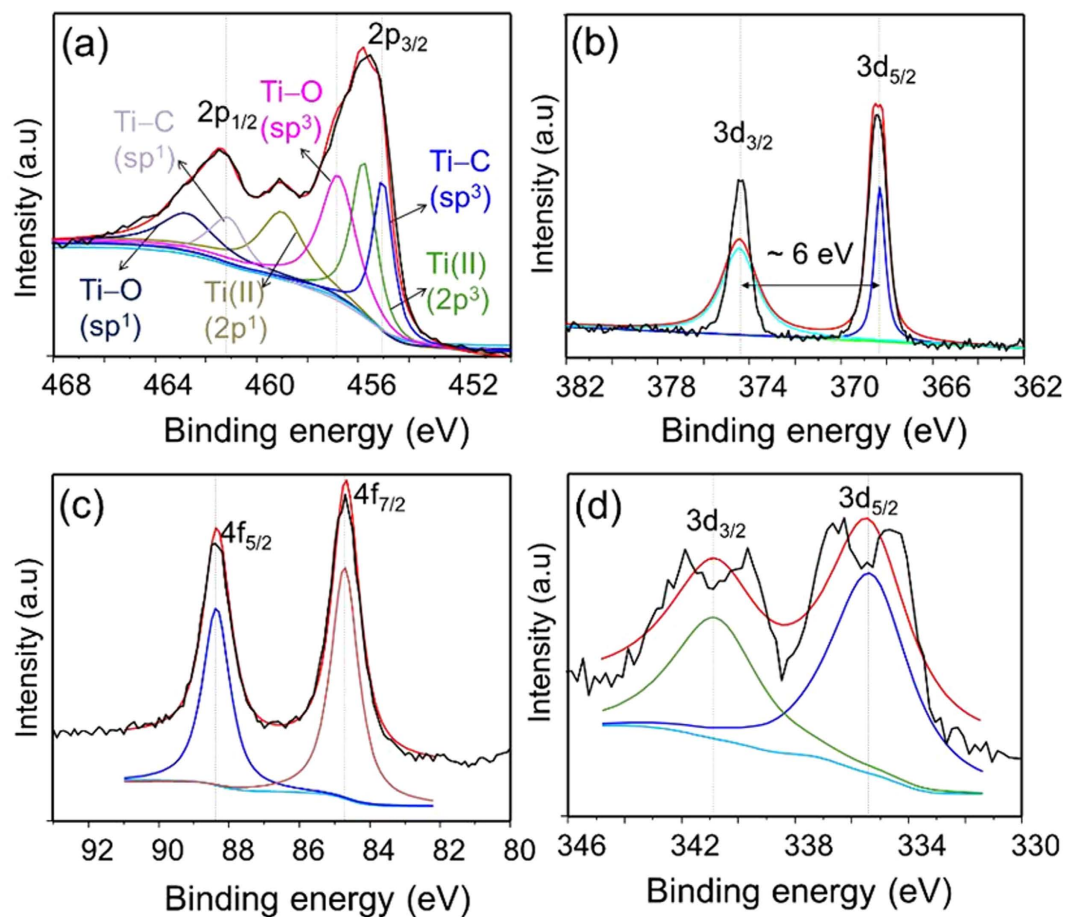 (a)
2p3/2
Ti–O
(sp3)
Ti–C
(sp1)
2p1/2
Ti–C
(sp3)
Ti–O
(sp1)
Ti(II)
(2p1)
Ti(II)
(2p3)
Intensity (a.u)
468 464 460 456 452
Binding energy (eV)
(b)
3d5/2
3d3/2
~ 6 eV
Intensity (a.u)
382 378 374 370 366 362
Binding energy (eV)
(c)
4f7/2
4f5/2
Intensity (a.u)
92 90 88 86 84 82 80
Binding energy (eV)
(d)
3d5/2
3d3/2
Intensity (a.u)
346 342 338 334 330
Binding energy (eV)